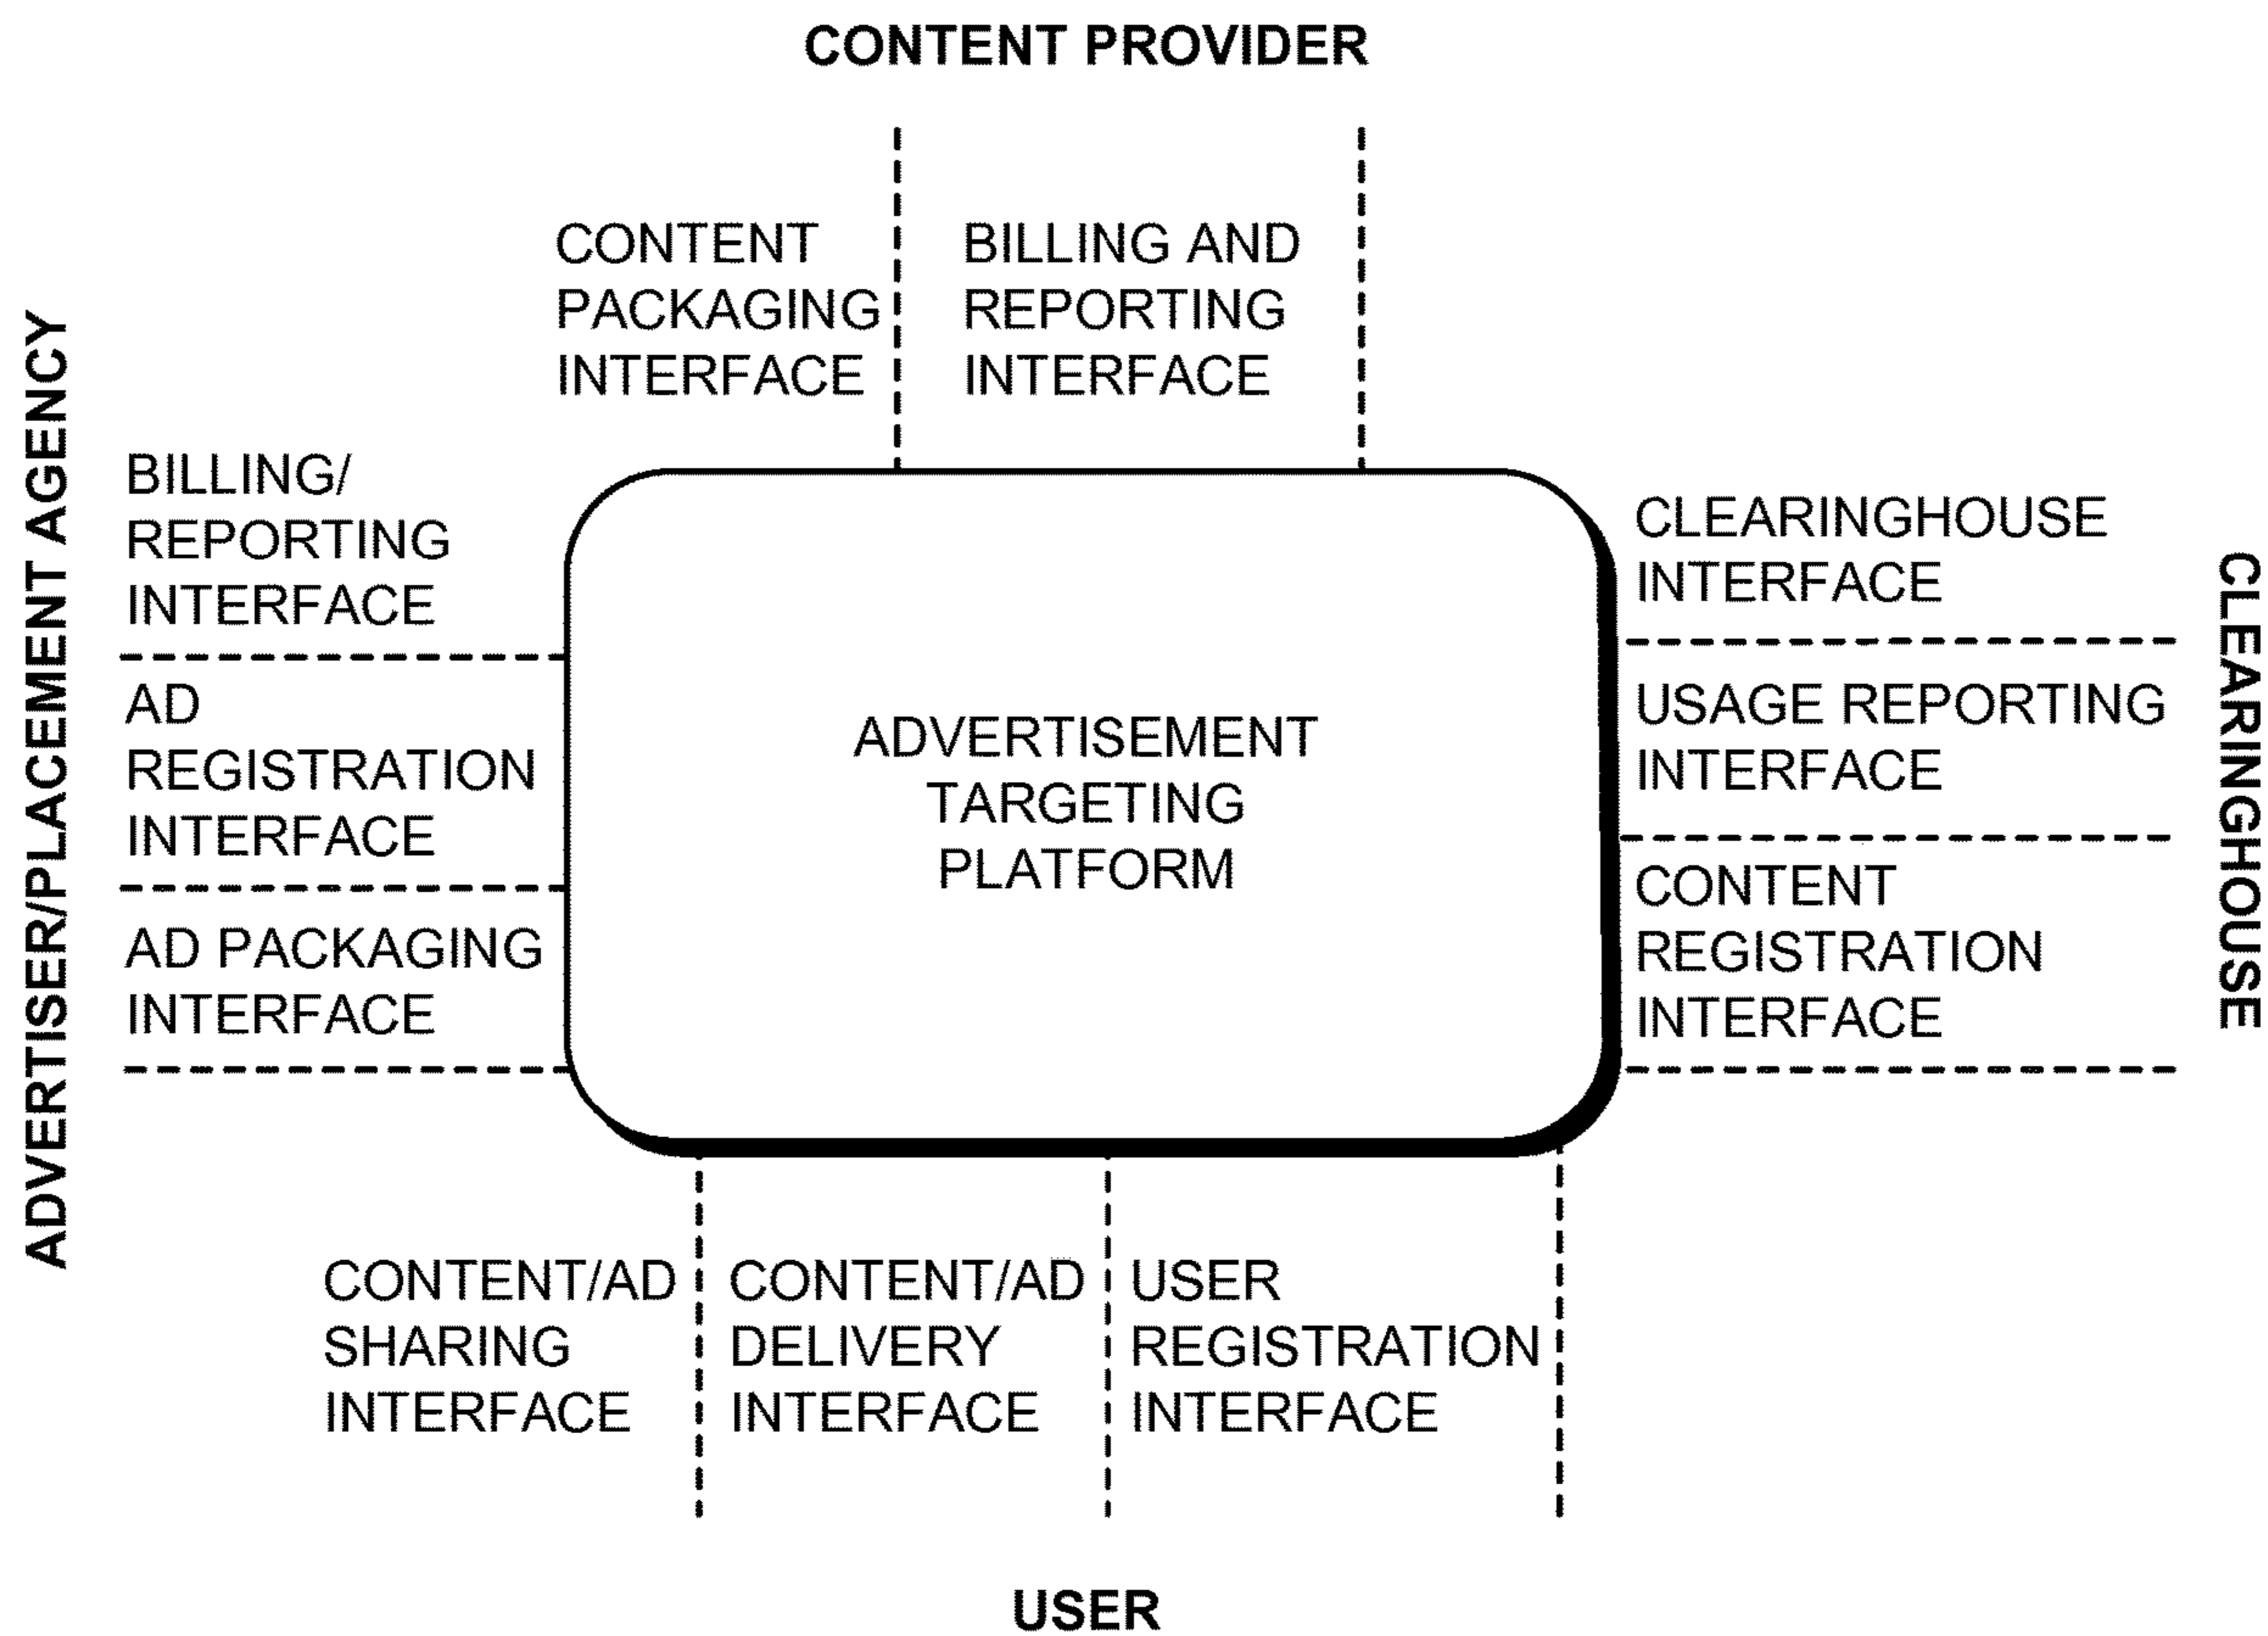 CONTENT PROVIDER
CONTENT
PACKAGING
INTERFACE
BILLING AND
REPORTING
INTERFACE
ADVERTISER/PLACEMENT AGENCY
BILLING/
REPORTING
INTERFACE
AD
REGISTRATION
INTERFACE
AD PACKAGING
INTERFACE
ADVERTISEMENT
TARGETING
PLATFORM
CLEARINGHOUSE
INTERFACE
USAGE REPORTING
INTERFACE
CONTENT
REGISTRATION
INTERFACE
CLEARINGHOUSE
CONTENT/AD
SHARING
INTERFACE
CONTENT/AD
DELIVERY
INTERFACE
USER
REGISTRATION
INTERFACE
USER